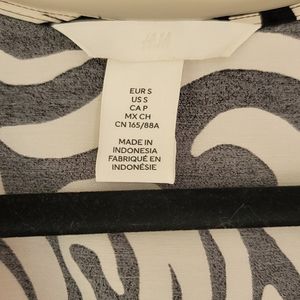 H&M
EUR S
US S
CA P
MX CH
CN 165/88A
MADE IN
INDONESIA
FABRIQUÉ EN
INDONÉSIE